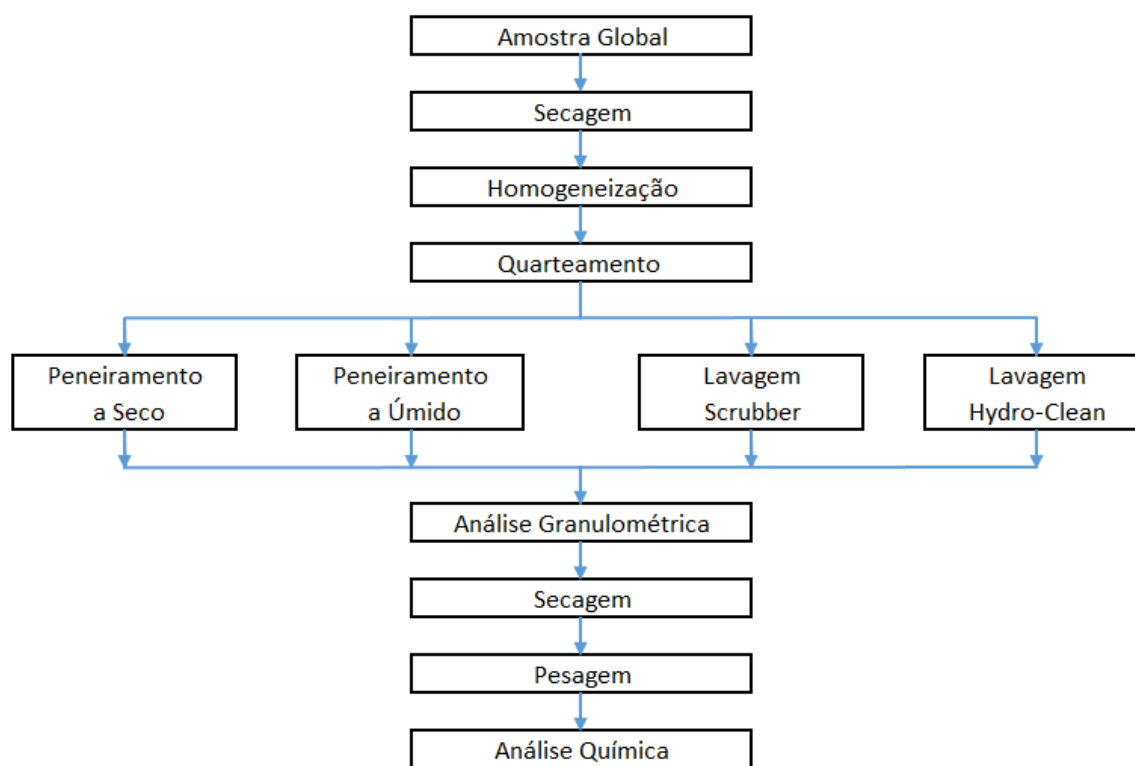 Amostra Global
Secagem
Homogeneização
Quarteamento
Peneiramento
a Seco
Peneiramento
a Úmido
Lavagem
Scrubber
Lavagem
Hydro-Clean
Análise Granulométrica
Secagem
Pesagem
Análise Química